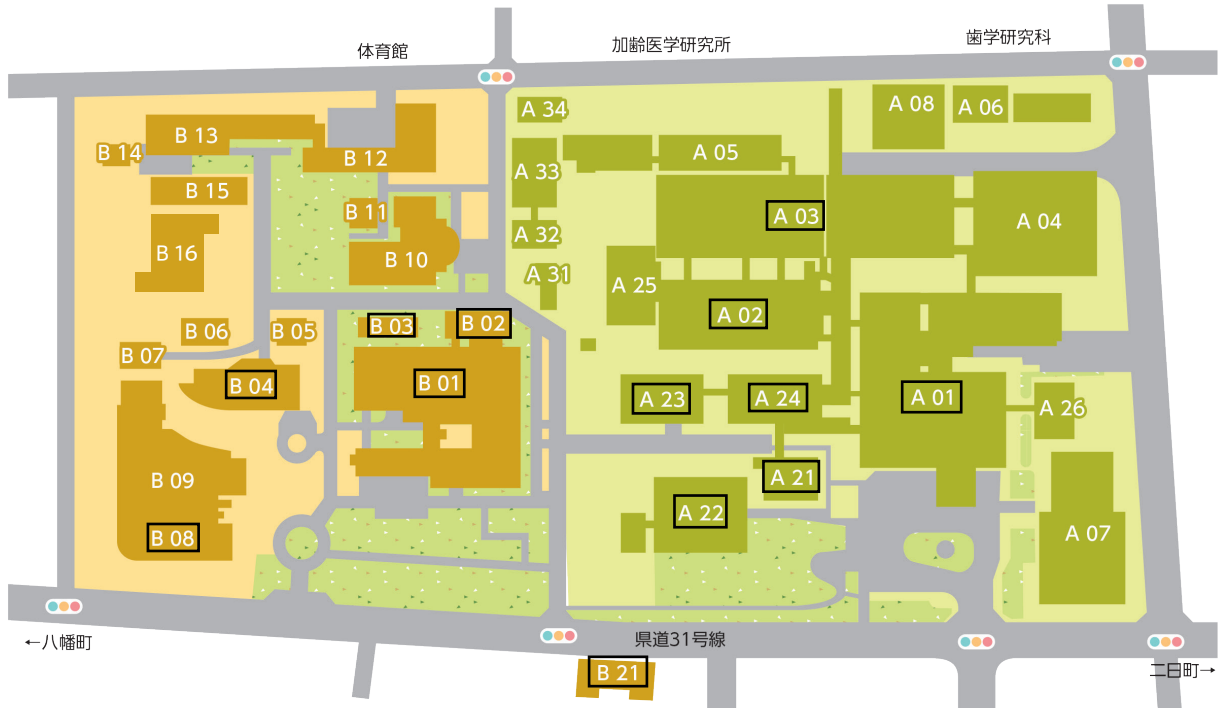 体育館
加齢医学研究所
歯学研究科
A 34
A 08
A 06
B 13
B 14
B 12
A 05
A 33
B 15
B 11
A 03
A 04
A 32
B 16
B 10
A 31
A 25
B 06
B 05
B 03
B 02
A 02
B 07
B 04
B 01
A 23
A 24
A 01
A 26
B 09
A 21
A 22
B 08
A 07
←八幡町
県道31号線
B 21
二日町→